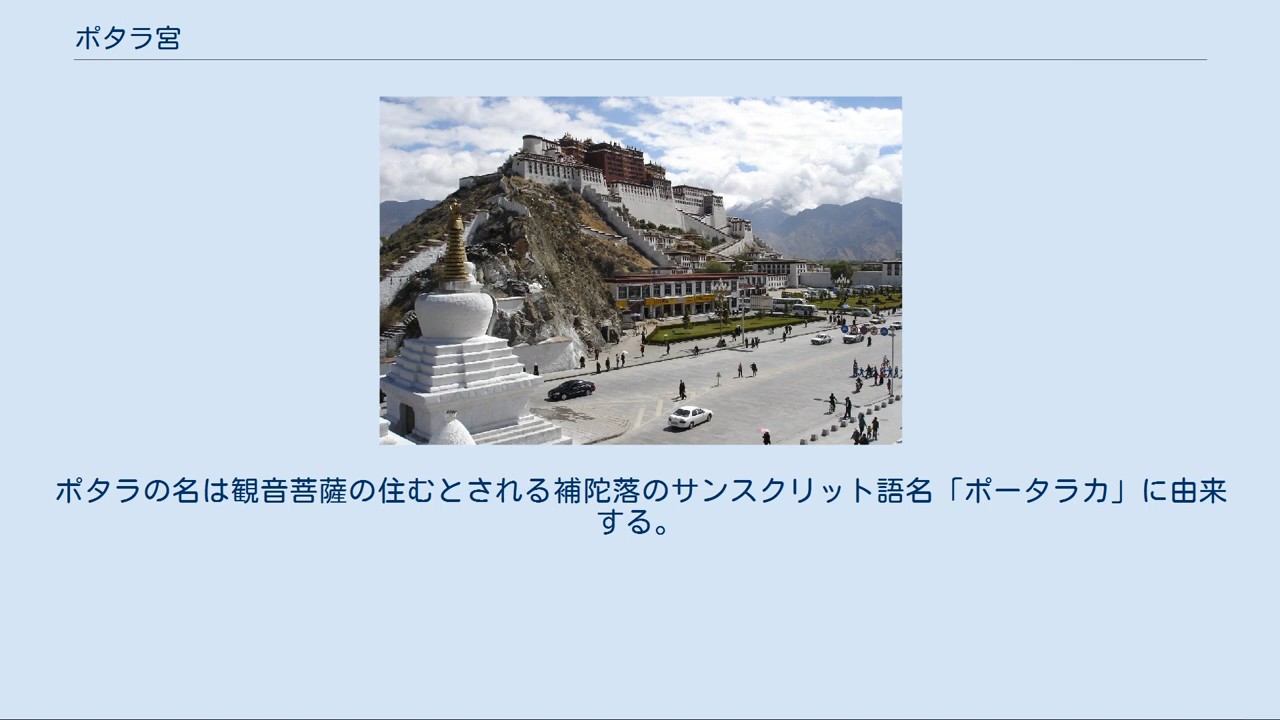 ポタラ宮
ポタラの名は観音菩薩の住むとされる補陀落のサンスクリット語名「ポータラカ」に由来
する。